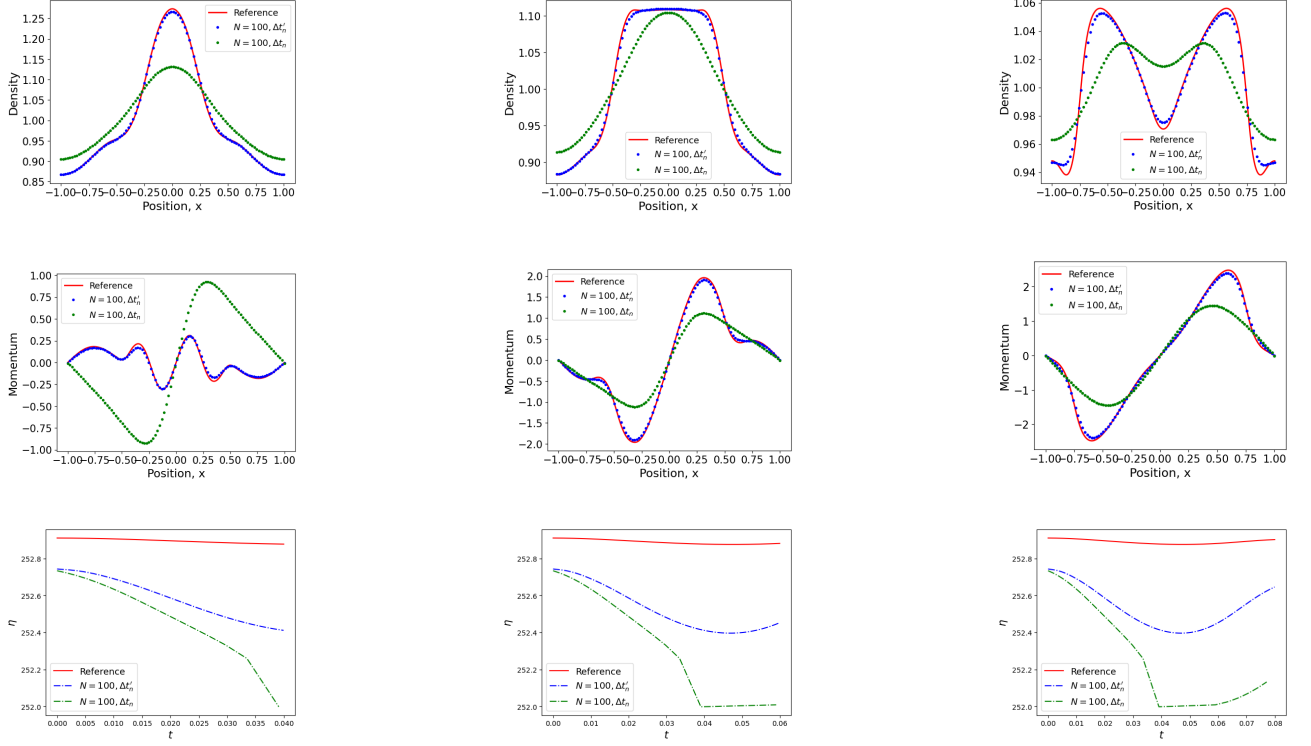 1.25
1.20
1.15
1.10
1.05
1.00
0.95
0.90
0.85
Density
Reference
N = 100, Δt′ₙ
N = 100, Δtₙ
−1.00−0.75−0.50−0.250.00 0.25 0.50 0.75 1.00
Position, x
1.10
1.05
1.00
0.95
0.90
Density
Reference
N = 100, Δt′ₙ
N = 100, Δtₙ
−1.00−0.75−0.50−0.250.00 0.25 0.50 0.75 1.00
Position, x
1.06
1.04
1.02
1.00
0.98
0.96
0.94
Density
Reference
N = 100, Δt′ₙ
N = 100, Δtₙ
−1.00−0.75−0.50−0.250.00 0.25 0.50 0.75 1.00
Position, x
1.00
0.75
0.50
0.25
0.00
−0.25
−0.50
−0.75
−1.00
Momentum
Reference
N = 100, Δt′ₙ
N = 100, Δtₙ
−1.00−0.75−0.50−0.250.00 0.25 0.50 0.75 1.00
Position, x
2.0
1.5
1.0
0.5
0.0
−0.5
−1.0
−1.5
−2.0
Momentum
Reference
N = 100, Δt′ₙ
N = 100, Δtₙ
−1.00−0.75−0.50−0.250.00 0.25 0.50 0.75 1.00
Position, x
2
1
0
−1
−2
Momentum
Reference
N = 100, Δt′ₙ
N = 100, Δtₙ
−1.00−0.75−0.50−0.250.00 0.25 0.50 0.75 1.00
Position, x
252.8
252.6
252.4
252.2
252.0
η
Reference
N = 100, Δt′ₙ
N = 100, Δtₙ
0.000 0.005 0.010 0.015 0.020 0.025 0.030 0.035 0.040
t
252.8
252.6
252.4
252.2
252.0
η
Reference
N = 100, Δt′ₙ
N = 100, Δtₙ
0.00 0.01 0.02 0.03 0.04 0.05 0.06
t
252.8
252.6
252.4
252.2
252.0
η
Reference
N = 100, Δt′ₙ
N = 100, Δtₙ
0.00 0.01 0.02 0.03 0.04 0.05 0.06 0.07 0.08
t